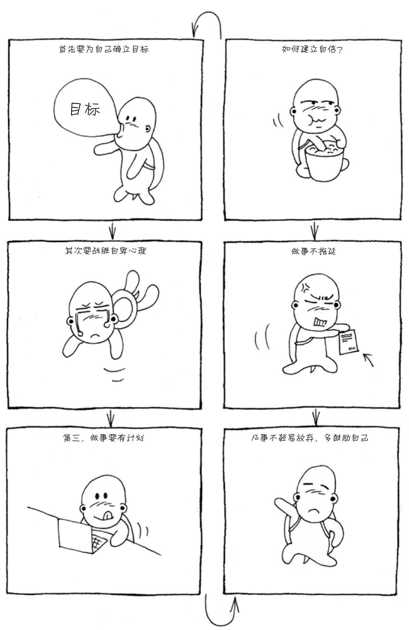 如何建立自信?
首先要为自己确立目标
目标
其次要战胜自卑心理
第三、做事要有计划
做事不拖延
凡事不轻易放弃、多鼓励自己